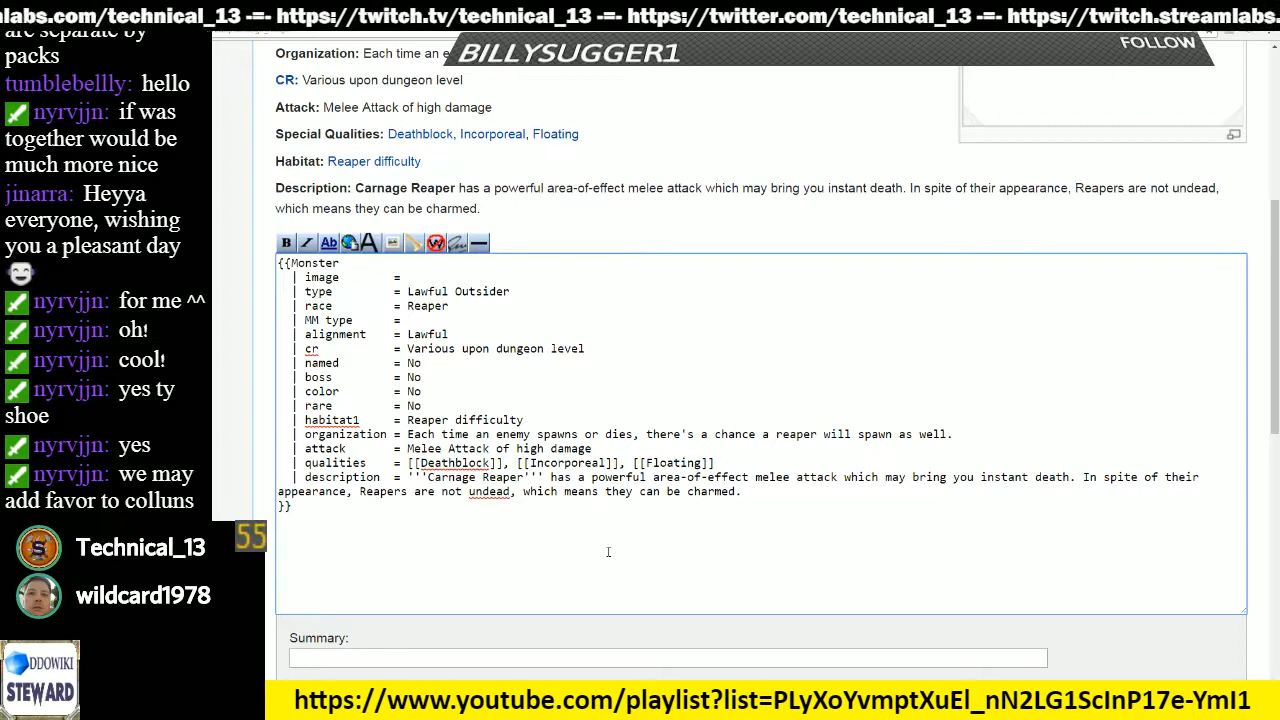 labs.com/technical_13 -=- https://twitch.tv/technical_13 -=- https://twitter.com/technical_13 -=- https://twitch.streamlabs.
are separate by
packs
tumblebellly: hello
nyrvjjn: if was
together would be
much more nice
jinarra: Heyya
everyone, wishing
you a pleasant day
nyrvjjn: for me ^^
nyrvjjn: oh!
nyrvjjn: cool!
nyrvjjn: yes ty
shoe
nyrvjjn: yes
nyrvjjn: we may
add favor to colluns
Technical_13
55
wildcard1978
DDOWIKI
STEWARD
BILLYSUGGER1
FOLLOW
Organization: Each time an e
CR: Various upon dungeon level
Attack: Melee Attack of high damage
Special Qualities: Deathblock, Incorporeal, Floating
Habitat: Reaper difficulty
Description: Carnage Reaper has a powerful area-of-effect melee attack which may bring you instant death. In spite of their appearance, Reapers are not undead,
which means they can be charmed.
B I Ab A W
{{Monster
| image =
| type = Lawful Outsider
| race = Reaper
| MM type =
| alignment = Lawful
| cr = Various upon dungeon level
| named = No
| boss = No
| color = No
| rare = No
| habitat1 = Reaper difficulty
| organization = Each time an enemy spawns or dies, there's a chance a reaper will spawn as well.
| attack = Melee Attack of high damage
| qualities = [[Deathblock]], [[Incorporeal]], [[Floating]]
| description = '''Carnage Reaper''' has a powerful area-of-effect melee attack which may bring you instant death. In spite of their
appearance, Reapers are not undead, which means they can be charmed.
}}
Summary:
https://www.youtube.com/playlist?list=PLyXoYvmptXuEl_nN2LG1ScInP17e-YmI1